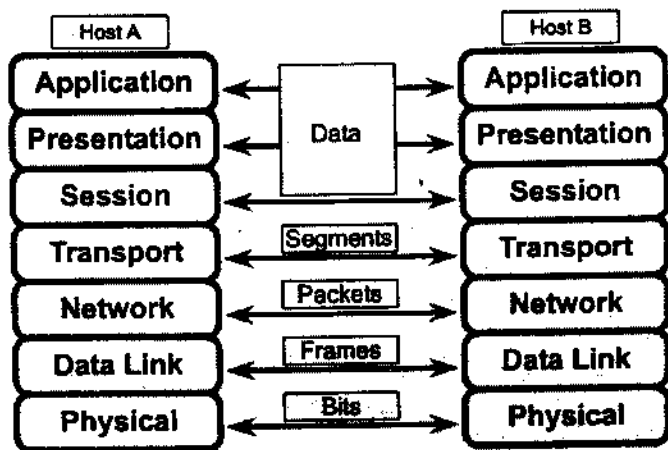 Host A
Host B
Application
Presentation
Session
Transport
Network
Data Link
Physical
Data
Segments
Packets
Frames
Bits
Application
Presentation
Session
Transport
Network
Data Link
Physical